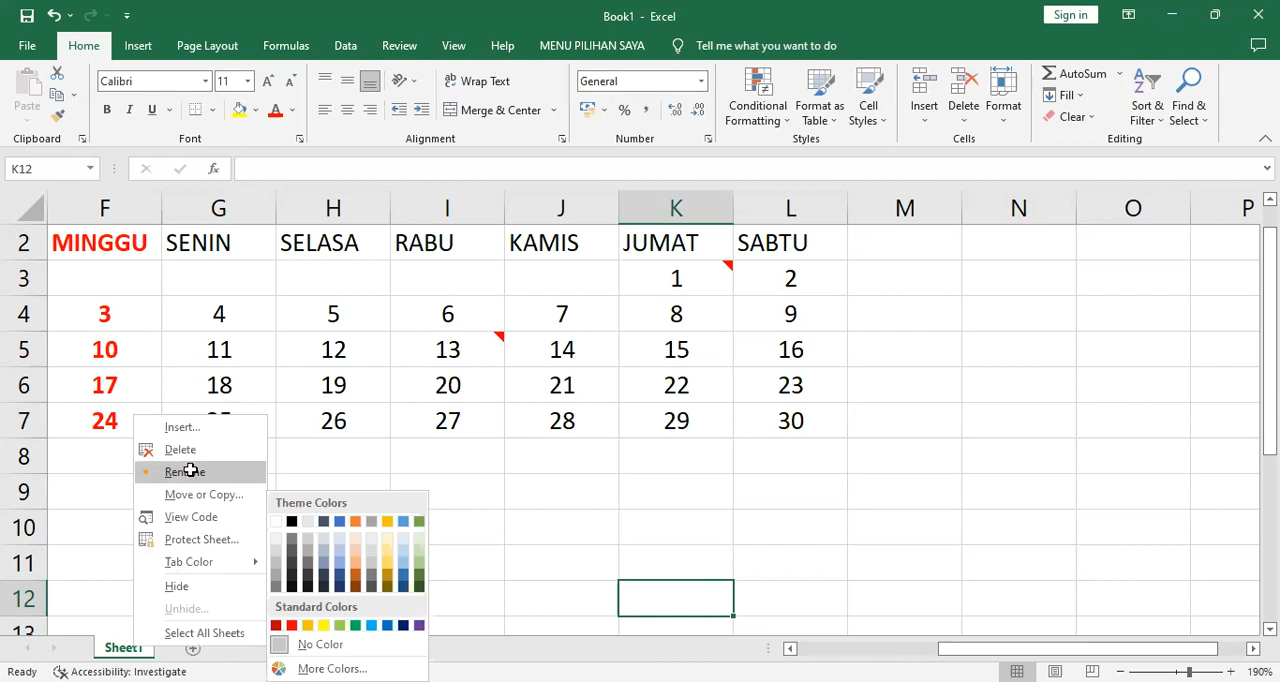 Book1 - Excel
Sign in
File Home Insert Page Layout Formulas Data Review View Help MENU PILIHAN SAYA Tell me what you want to do
Paste
Calibri 11
B I U
A
Wrap Text
Merge & Center
General
%
Conditional Formatting
Format as Table
Cell Styles
Insert
Delete
Format
AutoSum
Fill
Clear
Sort & Filter
Find & Select
Clipboard Font Alignment Number Styles Cells Editing
K12
fx
F G H I J K L M N O P
2 MINGGU SENIN SELASA RABU KAMIS JUMAT SABTU
3 1 2
4 3 4 5 6 7 8 9
5 10 11 12 13 14 15 16
6 17 18 19 20 21 22 23
7 24 26 27 28 29 30
8
9
10
11
12
13
Insert...
Delete
Move or Copy...
View Code
Protect Sheet...
Tab Color
Hide
Unhide...
Select All Sheets
Theme Colors
Standard Colors
No Color
More Colors...
Sheet1
Ready Accessibility: Investigate 190%